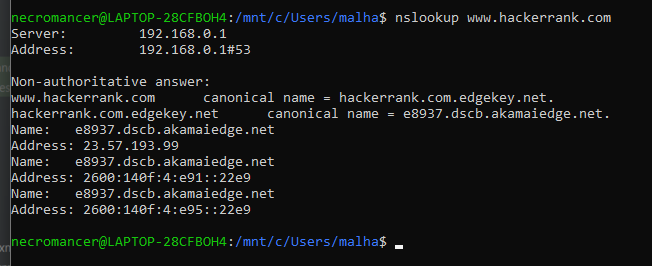 necromancer@LAPTOP-28CFBOH4:/mnt/c/Users/malha$ nslookup www.hackerrank.com
Server:         192.168.0.1
Address:        192.168.0.1#53
Non-authoritative answer:
www.hackerrank.com      canonical name = hackerrank.com.edgekey.net.
hackerrank.com.edgekey.net      canonical name = e8937.dscb.akamaiedge.net.
Name:   e8937.dscb.akamaiedge.net
Address: 23.57.193.99
Name:   e8937.dscb.akamaiedge.net
Address: 2600:140f:4:e91::22e9
Name:   e8937.dscb.akamaiedge.net
Address: 2600:140f:4:e95::22e9
necromancer@LAPTOP-28CFBOH4:/mnt/c/Users/malha$